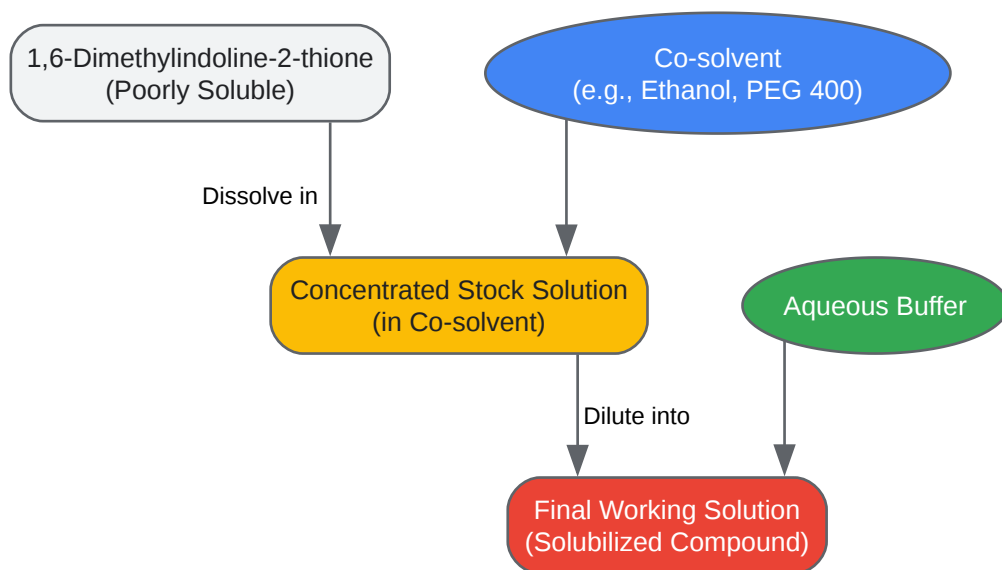 1,6-Dimethylindoline-2-thione
(Poorly Soluble)
Co-solvent
(e.g., Ethanol, PEG 400)
Dissolve in
Concentrated Stock Solution
(in Co-solvent)
Aqueous Buffer
Dilute into
Final Working Solution
(Solubilized Compound)